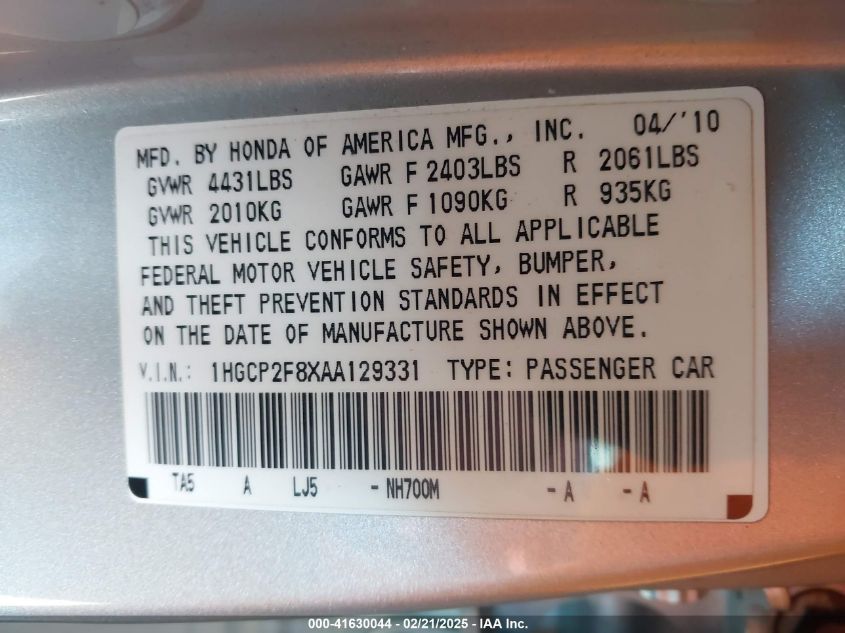 MFD. BY HONDA OF AMERICA MFG., INC. 04/'10
GVWR 4431LBS GAWR F 2403LBS R 2061LBS
GVWR 2010KG GAWR F 1090KG R 935KG
THIS VEHICLE CONFORMS TO ALL APPLICABLE
FEDERAL MOTOR VEHICLE SAFETY, BUMPER,
AND THEFT PREVENTION STANDARDS IN EFFECT
ON THE DATE OF MANUFACTURE SHOWN ABOVE.
V.I.N.: 1HGCP2F8XAA129331 TYPE: PASSENGER CAR
TA5 A LJ5 - NH700M - A - A
000-41630044 - 02/21/2025 - IAA Inc.